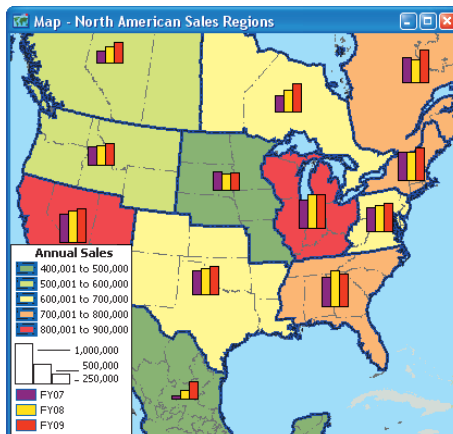 Map - North American Sales Regions
Annual Sales
400,001 to 500,000
500,001 to 600,000
600,001 to 700,000
700,001 to 800,000
800,001 to 900,000
1,000,000
500,000
250,000
FY07
FY08
FY09